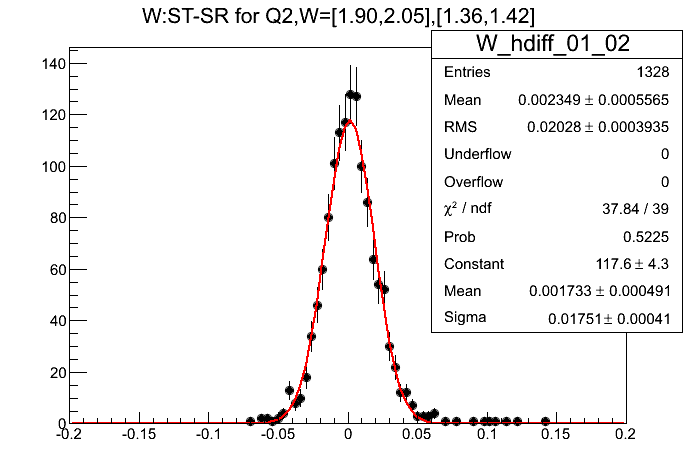 W:ST-SR for Q2,W=[1.90,2.05],[1.36,1.42]
W_hdiff_01_02
Entries 1328
Mean 0.002349 ± 0.0005565
RMS 0.02028 ± 0.0003935
Underflow 0
Overflow 0
χ² / ndf 37.84 / 39
Prob 0.5225
Constant 117.6 ± 4.3
Mean 0.001733 ± 0.000491
Sigma 0.01751 ± 0.00041
140
120
100
80
60
40
20
0
-0.2 -0.15 -0.1 -0.05 0 0.05 0.1 0.15 0.2